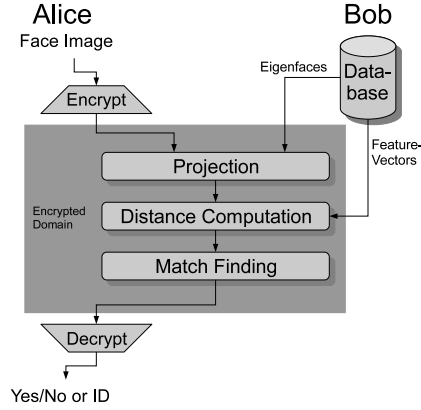 Alice
Bob
Face Image
Encrypt
Eigenfaces
Data-
base
Feature-
Vectors
Projection
Encrypted
Domain
Distance Computation
Match Finding
Decrypt
Yes/No or ID